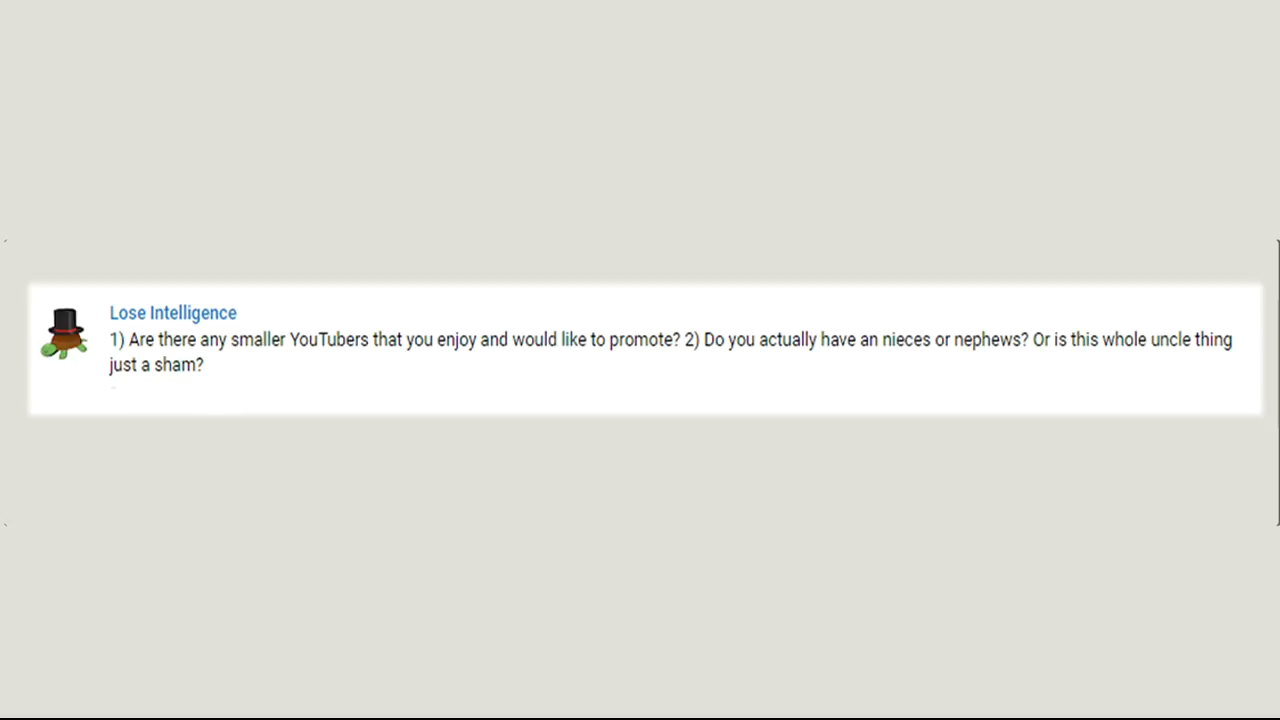 Lose Intelligence
1) Are there any smaller YouTubers that you enjoy and would like to promote? 2) Do you actually have an nieces or nephews? Or is this whole uncle thing
just a sham?